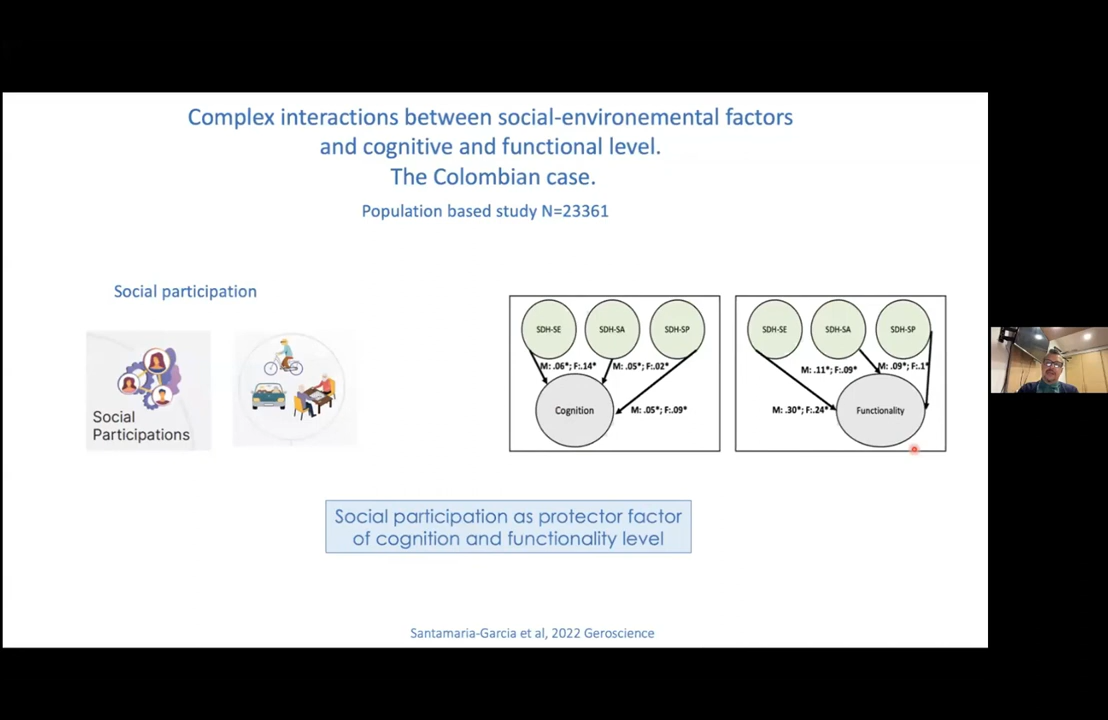 Complex interactions between social-environemental factors
and cognitive and functional level.
The Colombian case.
Population based study N=23361
Social participation
Social
Participations
SDH-SE
SDH-SA
SDH-SP
M: .06*; F:.14*
M: .05*; F:.02*
Cognition
M: .05*; F:.09*
SDH-SE
SDH-SA
SDH-SP
M: .11*; F:.09*
M: .09*; F:.1
M: .30*; F:.24*
Functionality
Social participation as protector factor
of cognition and functionality level
Santamaria-Garcia et al, 2022 Geroscience